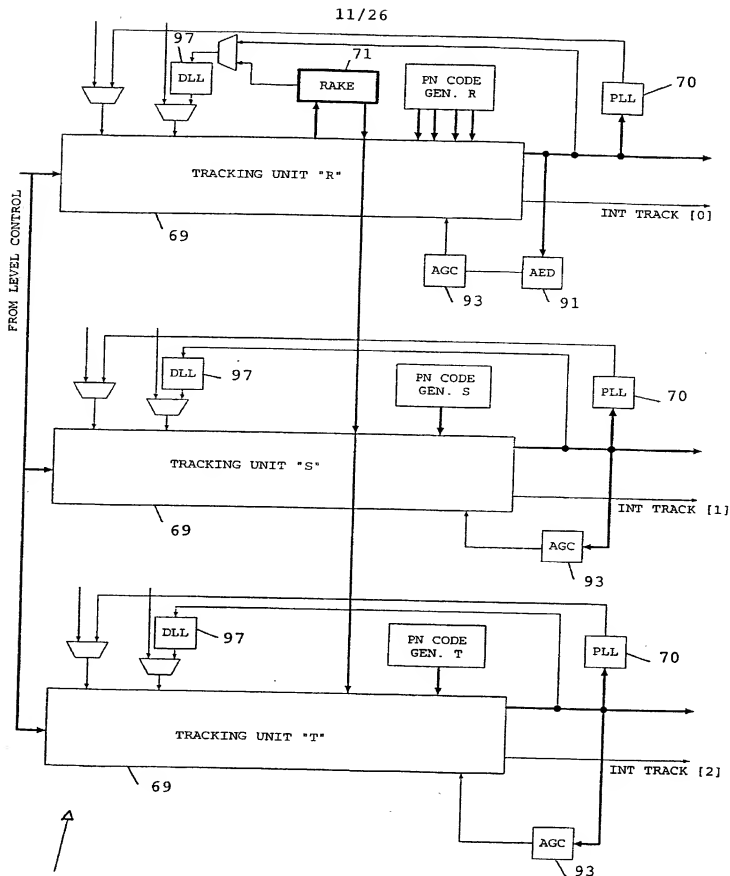 11/26
97
71
DLL
RAKE
PN CODE
GEN. R
PLL
70
TRACKING UNIT "R"
INT TRACK [0]
69
AGC
AED
93
91
FROM LEVEL CONTROL
DLL
97
PN CODE
GEN. S
PLL
70
TRACKING UNIT "S"
INT TRACK [1]
69
AGC
93
DLL
97
PN CODE
GEN. T
PLL
70
TRACKING UNIT "T"
INT TRACK [2]
69
AGC
93